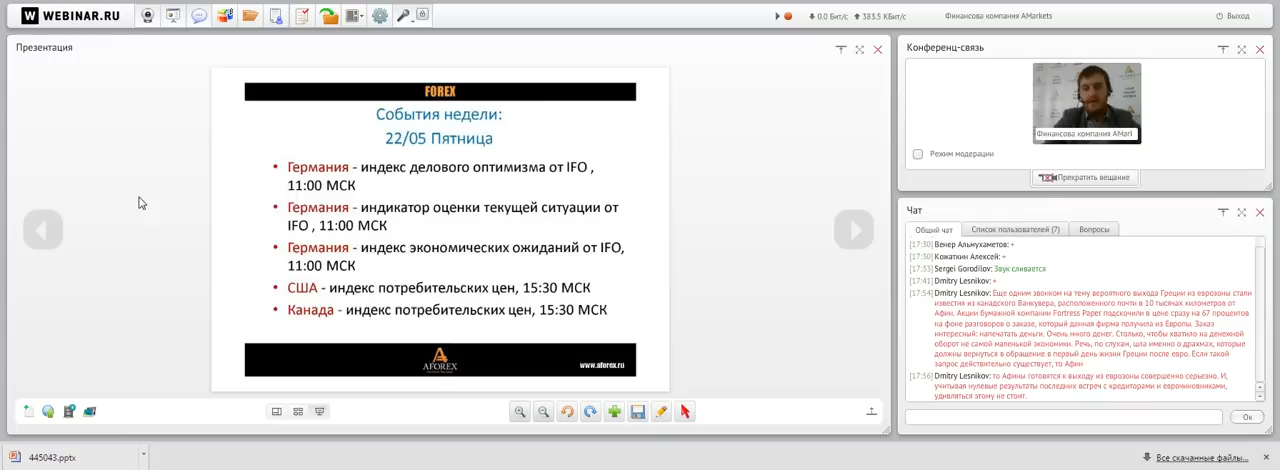 WEBINAR.RU
0.0 Бит/с
383.5 КБит/с
Финансова компания AMarkets
Выход
Презентация
FOREX
События недели:
22/05 Пятница
• Германия - индекс делового оптимизма от IFO ,
11:00 МСК
• Германия - индикатор оценки текущей ситуации от
IFO , 11:00 МСК
• Германия - индекс экономических ожиданий от IFO,
11:00 МСК
• США - индекс потребительских цен, 15:30 МСК
• Канада - индекс потребительских цен, 15:30 МСК
AFOREX
www.aforex.ru
Конференц-связь
Финансова компания AMarl
Режим модерации
Прекратить вещание
Чат
Общий чат
Список пользователей (7)
Вопросы
[17:30] Венер Альмухаметов: +
[17:30] Кожаткин Алексей: +
[17:33] Sergei Gorodilov: Звук сливается
[17:41] Dmitry Lesnikov: +
[17:54] Dmitry Lesnikov: Еще одним звонком на тему вероятного выхода Греции из еврозоны стали
известия из канадского Ванкувера, расположенного почти в 10 тысячах километров от
Афин. Акции бумажной компании Fortress Paper подскочили в цене сразу на 67 процентов
на фоне разговоров о заказе, который данная фирма получила из Европы. Заказ
интересный: напечатать деньги. Очень много денег. Столько, чтобы хватило на денежной
оборот не самой маленькой экономики. Речь, по слухам, шла именно о драхмах, которые
должны вернуться в обращение в первый день жизни Греции после евро. Если такой
запрос действительно существует, то Афин
[17:56] Dmitry Lesnikov: то Афины готовятся к выходу из еврозоны совершенно серьезно. И,
учитывая нулевые результаты последних встреч с кредиторами и еврочиновниками,
удивляться этому не стоит.
Ок
445043.pptx
Все скачанные файлы...